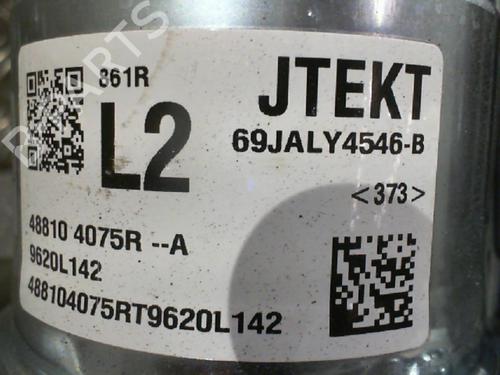 861R
JTEKT
L2
69JALY4546-B
<373>
48810 4075R --A
9620L142
488104075RT9620L142